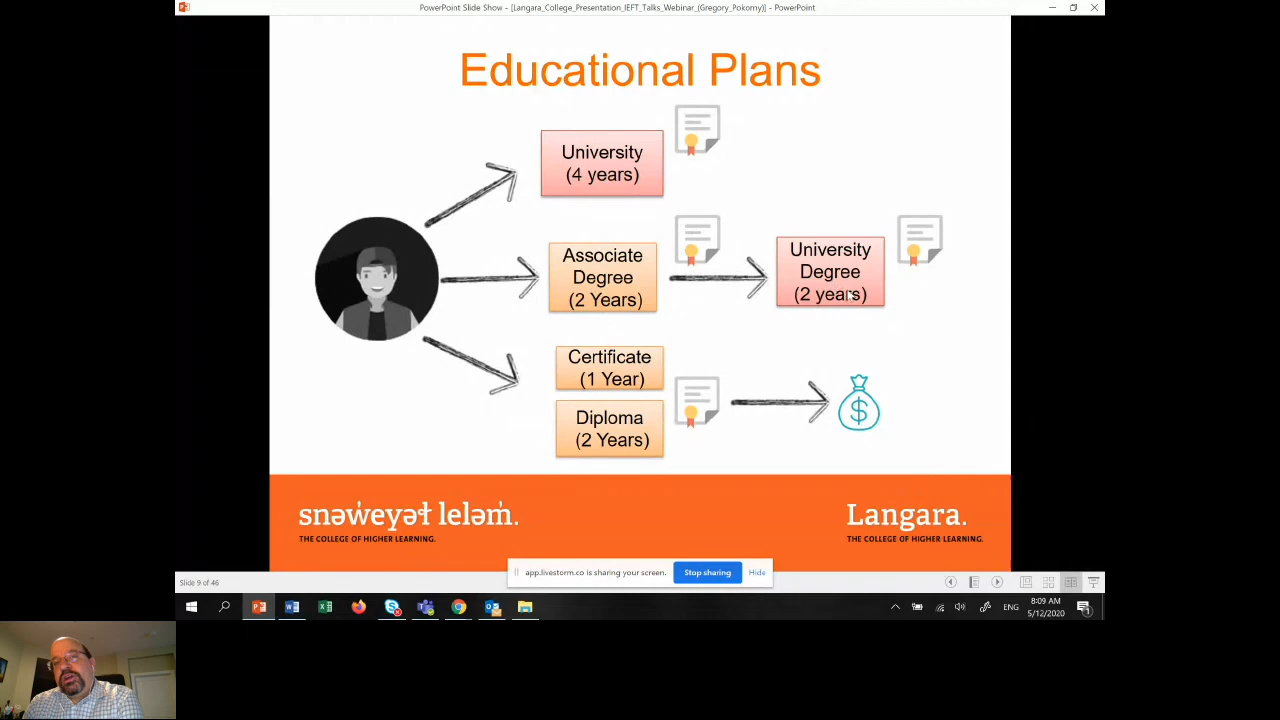 PowerPoint Slide Show - [Langara_College_Presentation_IEFT_Talks_Webinar_(Gregory_Pokorny)] - PowerPoint
Educational Plans
University
(4 years)
Associate
Degree
(2 Years)
University
Degree
(2 years)
Certificate
(1 Year)
Diploma
(2 Years)
$
snəw̓eyəɬ leləm̓.
THE COLLEGE OF HIGHER LEARNING.
Langara.
THE COLLEGE OF HIGHER LEARNING.
app.livestorm.co is sharing your screen.
Stop sharing
Hide
Slide 9 of 46
ENG
8:09 AM
5/12/2020